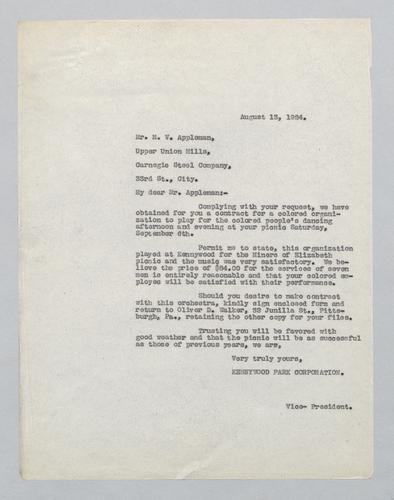 August 13, 1924.
Mr. M. V. Appleman,
Upper Union Mills,
Carnegie Steel Company,
33rd St., City.
My dear Mr. Appleman:-
Complying with your request, we have
obtained for you a contract for a colored organi-
zation to play for the colored people's dancing
afternoon and evening at your picnic Saturday,
September 6th.
Permit me to state, this organization
played at Kennywood for the Miners of Elizabeth
picnic and the music was very satisfactory. We be-
lieve the price of $84.00 for the services of seven
men is entirely reasonable and that your colored em-
ployee will be satisfied with their performance.
Should you desire to make contract
with this orchestra, kindly sign enclosed form and
return to Oliver D. Walker, 32 Junilla St., Pitts-
burgh, Pa., retaining the other copy for your files.
Trusting you will be favored with
good weather and that the picnic will be as successful
as those of previous years, we are,
Very truly yours,
KENNYWOOD PARK CORPORATION.
Vice- President.